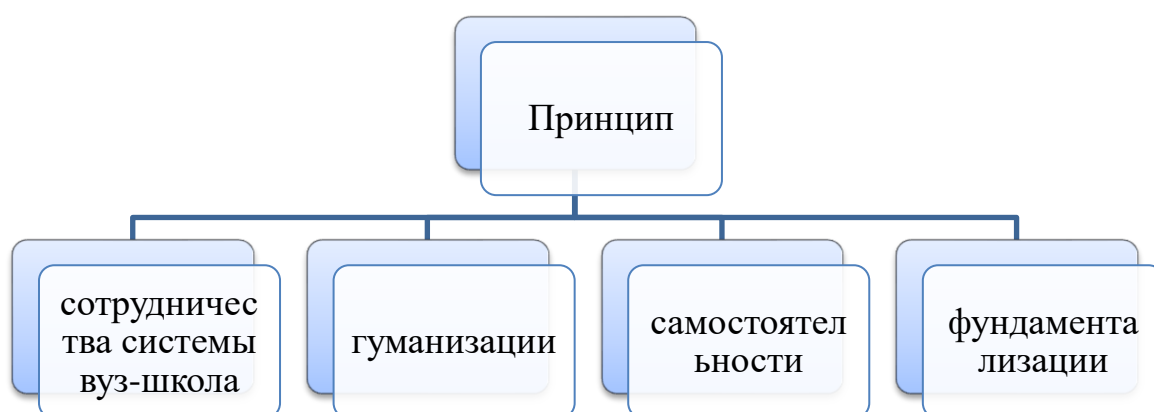 Принцип
сотрудничес
тва системы
вуз-школа
гуманизации
самостоятел
ьности
фундамента
лизации